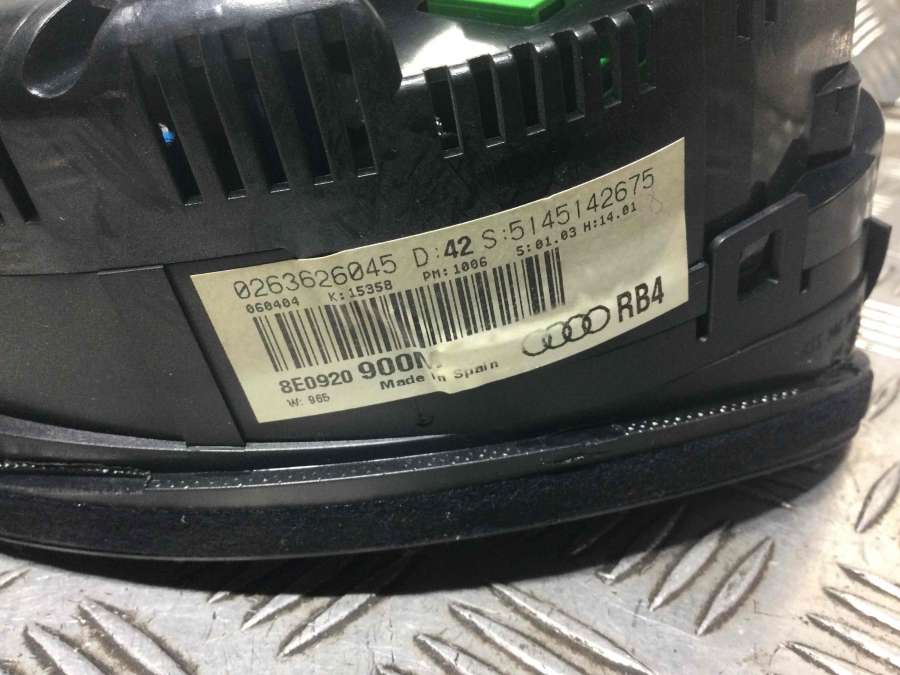 0263626045 D:42 S:5145142675
060404 K:15358 PM:1006 S:01.03 H:14.01
RB4
8E0920 900M
Made in Spain
W: 965